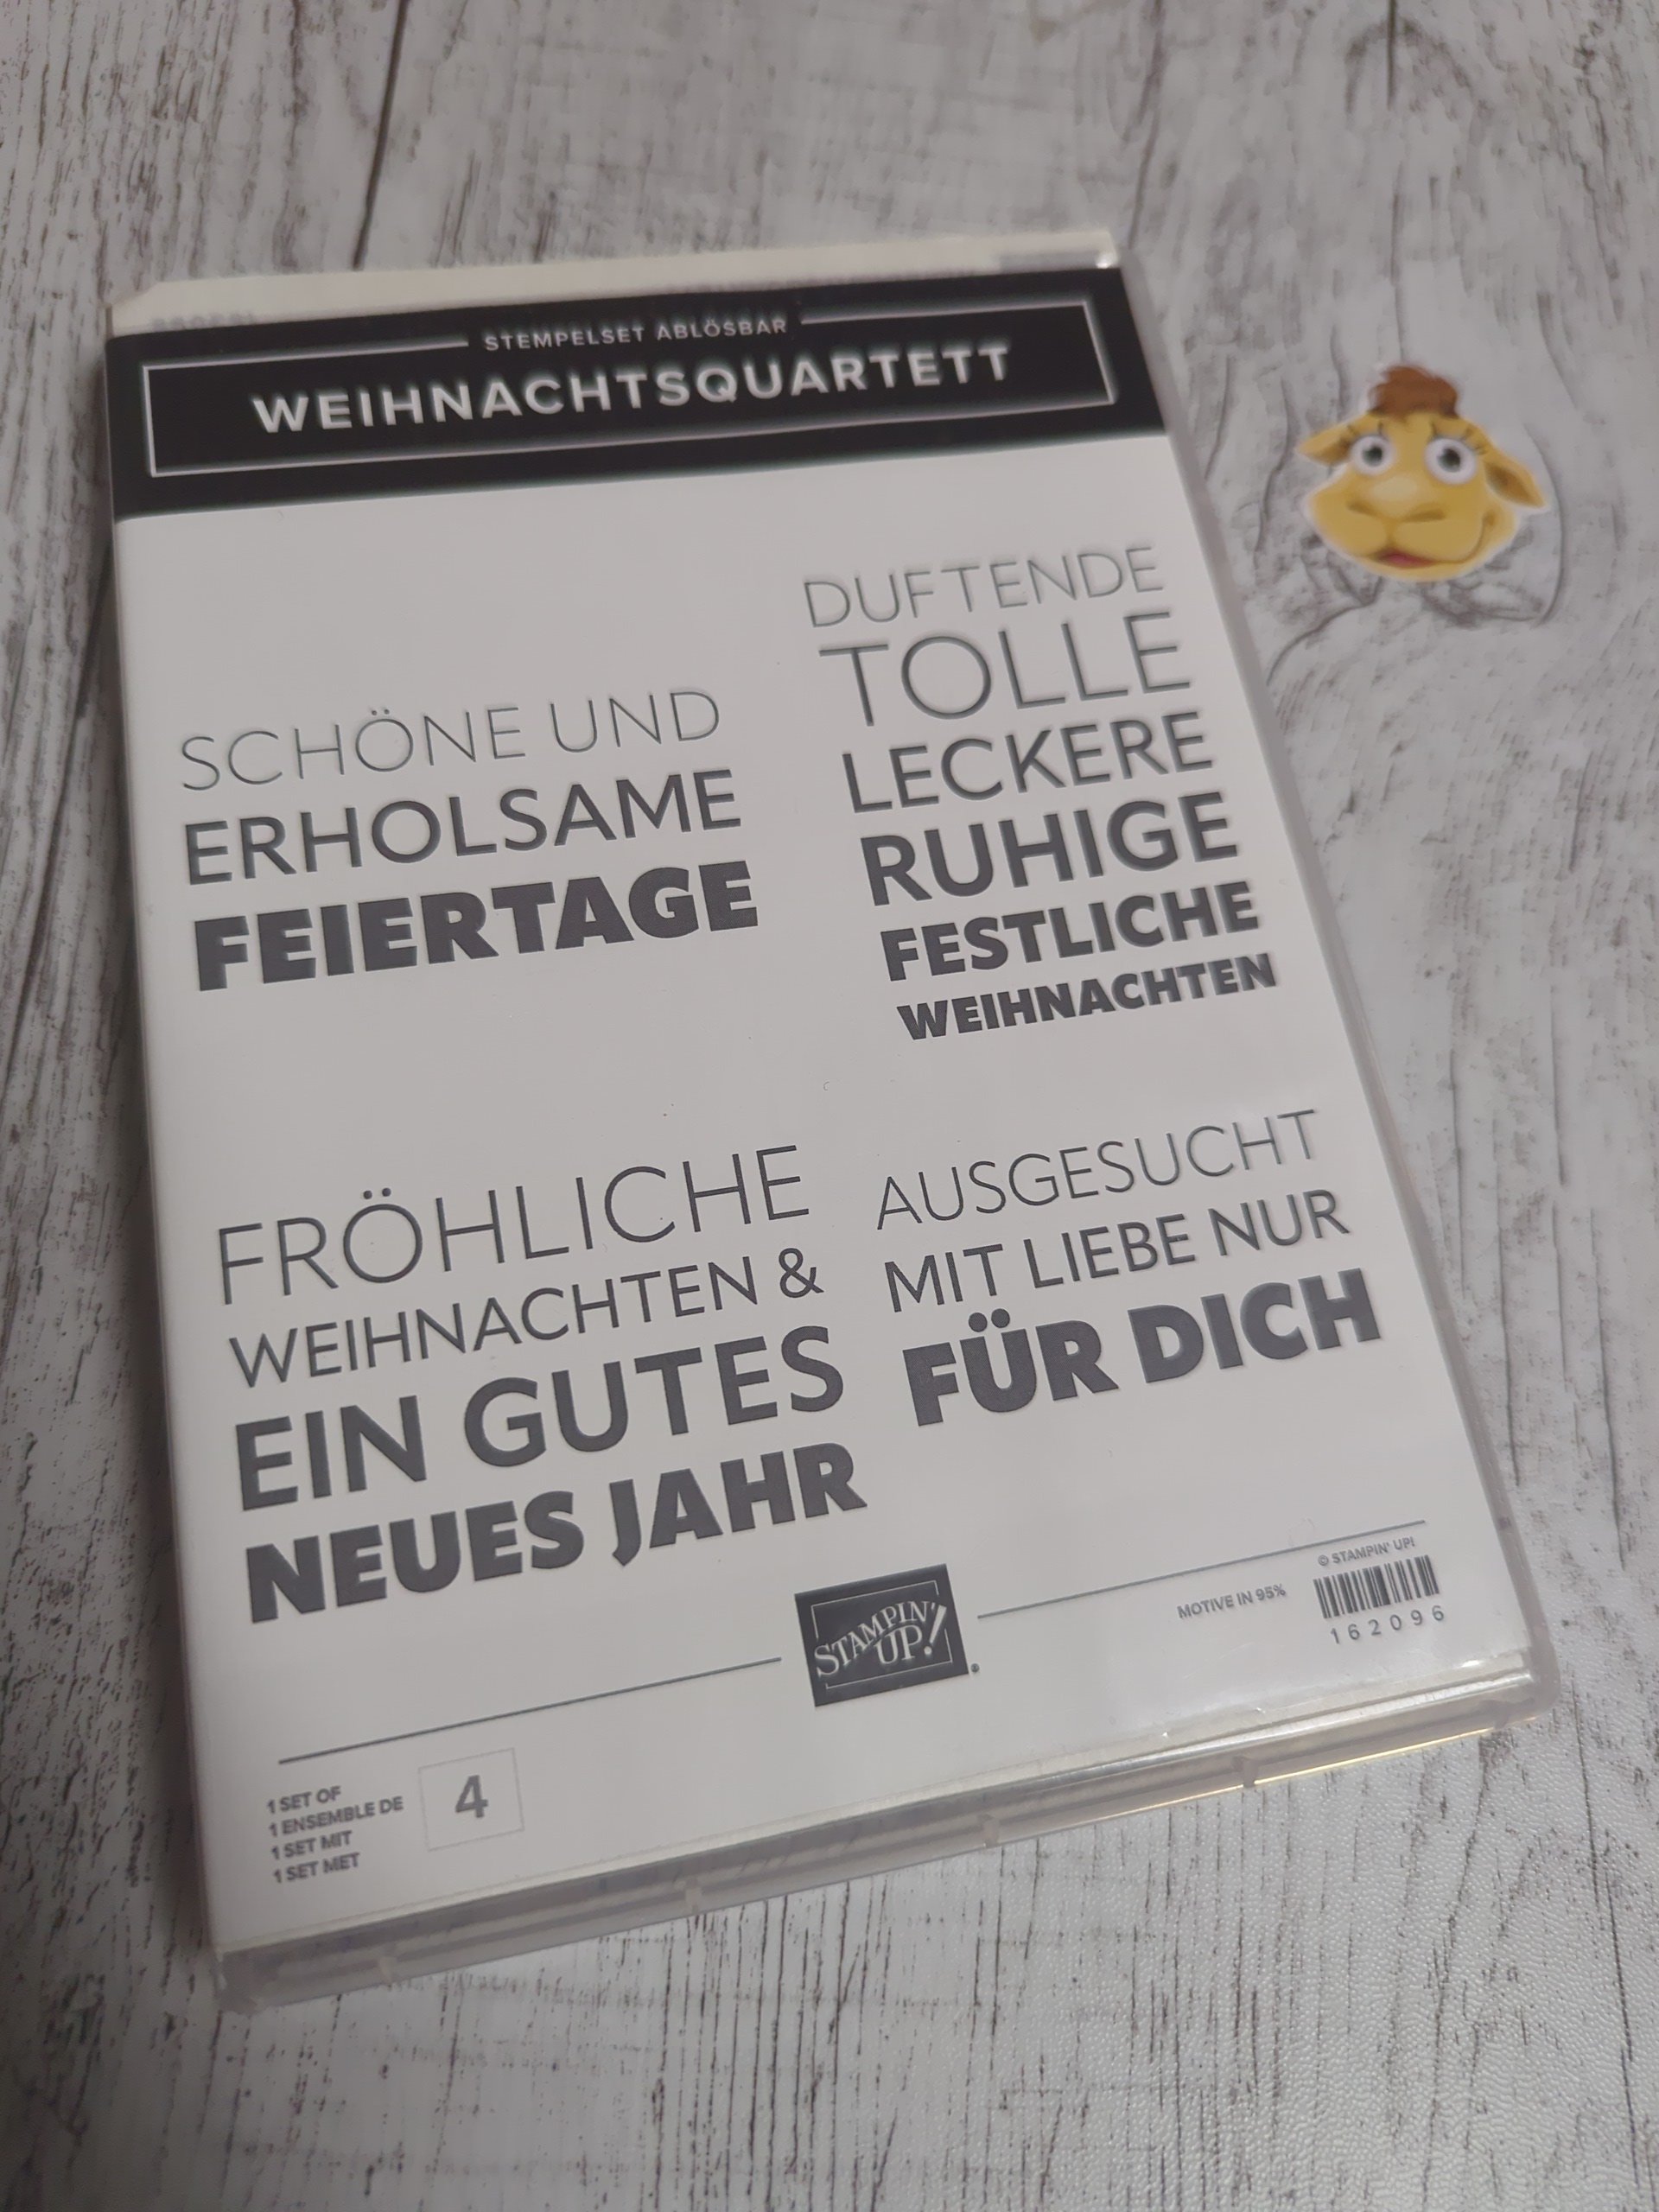 STEMPELSET ABLÖSBAR
WEIHNACHTSQUARTETT
SCHÖNE UND
ERHOLSAME
FEIERTAGE
DUFTENDE
TOLLE
LECKERE
RUHIGE
FESTLICHE
WEIHNACHTEN
FRÖHLICHE
WEIHNACHTEN &
EIN GUTES
NEUES JAHR
AUSGESUCHT
MIT LIEBE NUR
FÜR DICH
STAMPIN'
UP!
®
MOTIVE IN 95%
© STAMPIN' UP!
162096
1 SET OF
1 ENSEMBLE DE
1 SET MIT
1 SET MET
4